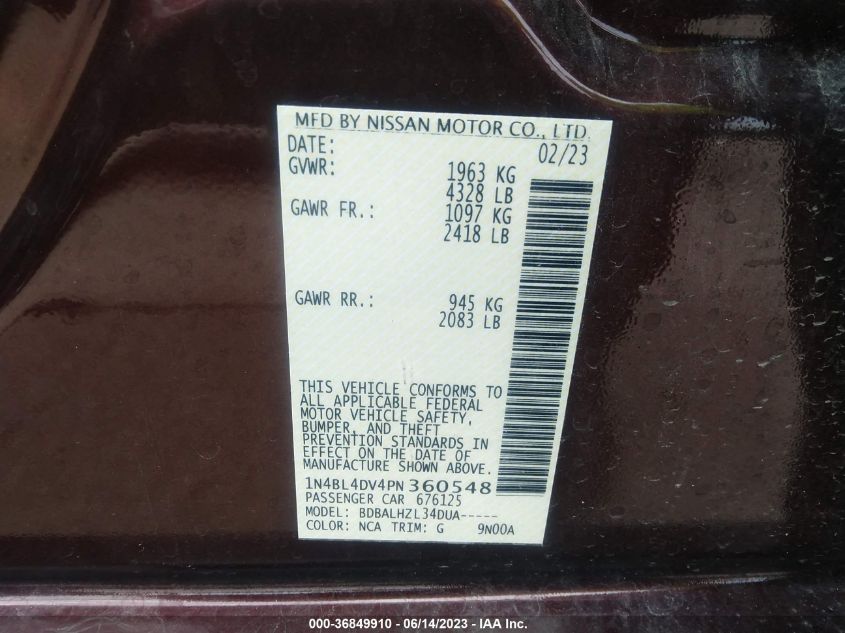 MFD BY NISSAN MOTOR CO., LTD.
DATE: 02/23
GVWR: 1963 KG
4328 LB
GAWR FR.: 1097 KG
2418 LB
GAWR RR.: 945 KG
2083 LB
THIS VEHICLE CONFORMS TO
ALL APPLICABLE FEDERAL
MOTOR VEHICLE SAFETY,
BUMPER, AND THEFT
PREVENTION STANDARDS IN
EFFECT ON THE DATE OF
MANUFACTURE SHOWN ABOVE.
1N4BL4DV4PN360548
PASSENGER CAR 676125
MODEL: BDBALHZL34DUA-----
COLOR: NCA TRIM: G 9N00A
000-36849910 - 06/14/2023 - IAA Inc.